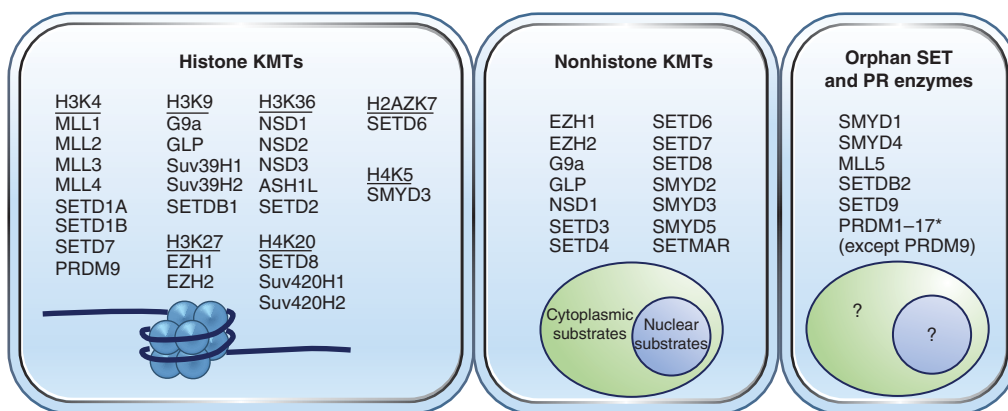 Histone KMTs
H3K4
MLL1
MLL2
MLL3
MLL4
SETD1A
SETD1B
SETD7
PRDM9
H3K9
G9a
GLP
Suv39H1
Suv39H2
SETDB1
H3K27
EZH1
EZH2
H3K36
NSD1
NSD2
NSD3
ASH1L
SETD2
H4K20
SETD8
Suv420H1
Suv420H2
H2AZK7
SETD6
H4K5
SMYD3
Nonhistone KMTs
EZH1
EZH2
G9a
GLP
NSD1
SETD3
SETD4
SETD6
SETD7
SETD8
SMYD2
SMYD3
SMYD5
SETMAR
Cytoplasmic
substrates
Nuclear
substrates
Orphan SET
and PR enzymes
SMYD1
SMYD4
MLL5
SETDB2
SETD9
PRDM1–17*
(except PRDM9)
?
?